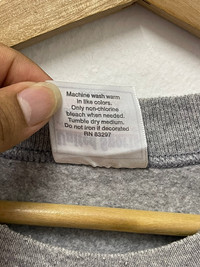 Machine wash warm
in like colors.
Only non-chlorine
bleach when needed.
Tumble dry medium.
Do not iron if decorated
RN 83297